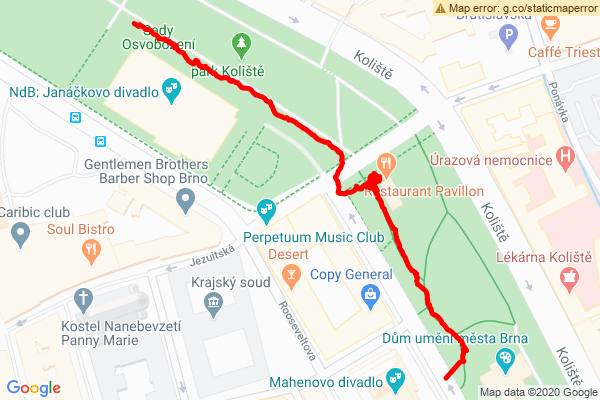 Map error: g.co/staticmaperror
Bratislavská
Sady
Osvobození
park Koliště
Koliště
Caffé Triest
Ponávka
NdB: Janáčkovo divadlo
Gentlemen Brothers
Barber Shop Brno
Úrazová nemocnice
Restaurant Pavillon
Caribic club
Soul Bistro
Jezuitská
Perpetuum Music Club
Desert
Koliště
Lékárna Koliště
Krajský soud
Copy General
Kostel Nanebevzetí
Panny Marie
Rooseveltova
Dům umění města Brna
Koliště
Mahenovo divadlo
Google
Map data ©2020 Google